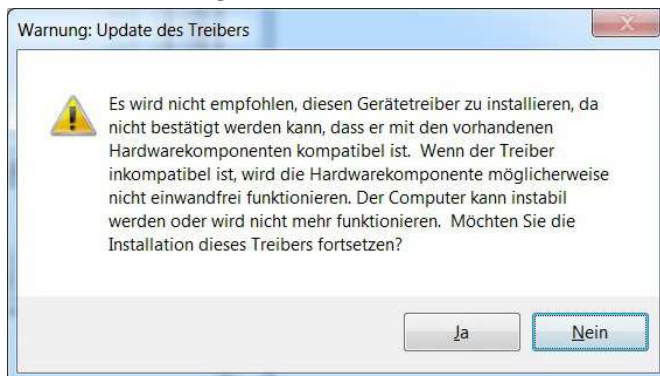 Warnung: Update des Treibers
Es wird nicht empfohlen, diesen Gerätetreiber zu installieren, da
nicht bestätigt werden kann, dass er mit den vorhandenen
Hardwarekomponenten kompatibel ist. Wenn der Treiber
inkompatibel ist, wird die Hardwarekomponente möglicherweise
nicht einwandfrei funktionieren. Der Computer kann instabil
werden oder wird nicht mehr funktionieren. Möchten Sie die
Installation dieses Treibers fortsetzen?
Ja Nein